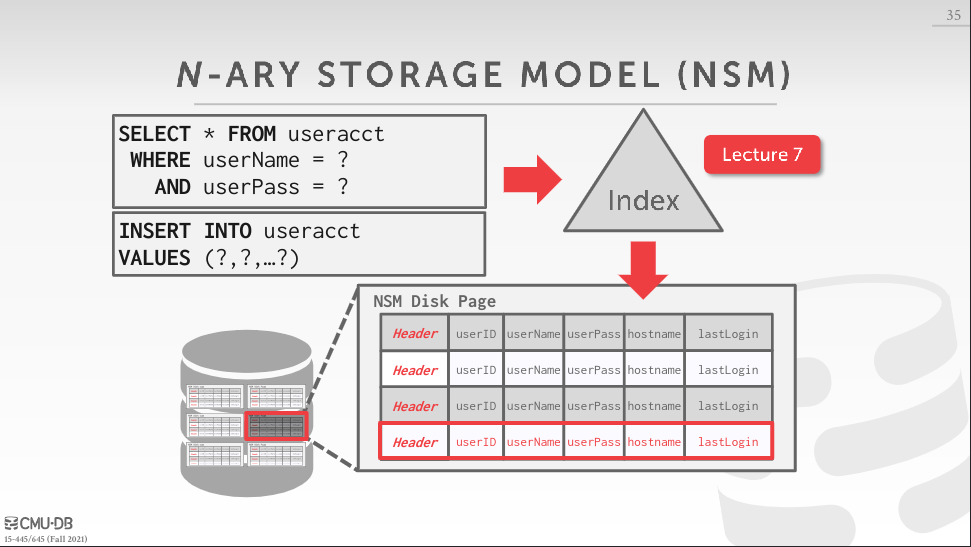 35
N-ARY STORAGE MODEL (NSM)
SELECT * FROM useracct
WHERE userName = ?
AND userPass = ?
INSERT INTO useracct
VALUES (?,?,…?)
Index
Lecture 7
NSM Disk Page
Header userID userName userPass hostname lastLogin
Header userID userName userPass hostname lastLogin
Header userID userName userPass hostname lastLogin
Header userID userName userPass hostname lastLogin
CMU·DB
15-445/645 (Fall 2021)